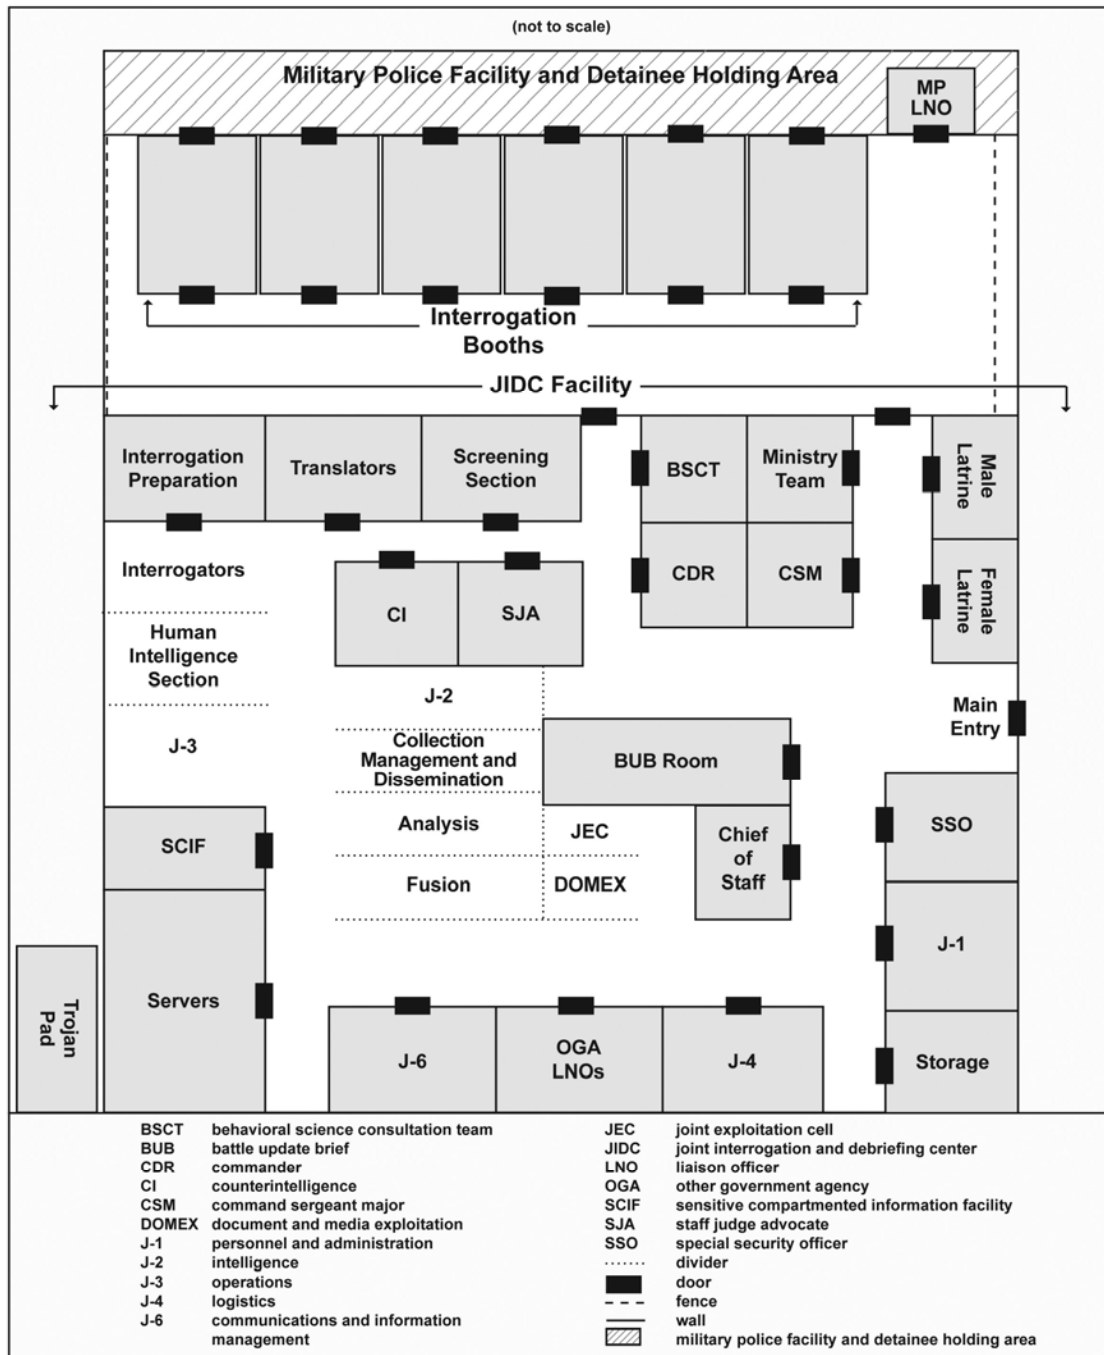 (not to scale)
Military Police Facility and Detainee Holding Area
MP
LNO
Interrogation
Booths
JIDC Facility
Interrogation
Preparation
Translators
Screening
Section
BSCT
Ministry
Team
Male
Latrine
Interrogators
CI
SJA
CDR
CSM
Female
Latrine
Human
Intelligence
Section
J-2
Main
Entry
J-3
Collection
Management and
Dissemination
BUB Room
SCIF
Analysis
JEC
Chief
of
Staff
SSO
Fusion
DOMEX
J-1
Trojan
Pad
Servers
J-6
OGA
LNOs
J-4
Storage
BSCT behavioral science consultation team
BUB battle update brief
CDR commander
CI counterintelligence
CSM command sergeant major
DOMEX document and media exploitation
J-1 personnel and administration
J-2 intelligence
J-3 operations
J-4 logistics
J-6 communications and information
management
JEC joint exploitation cell
JIDC joint interrogation and debriefing center
LNO liaison officer
OGA other government agency
SCIF sensitive compartmented information facility
SJA staff judge advocate
SSO special security officer
divider
door
fence
wall
military police facility and detainee holding area